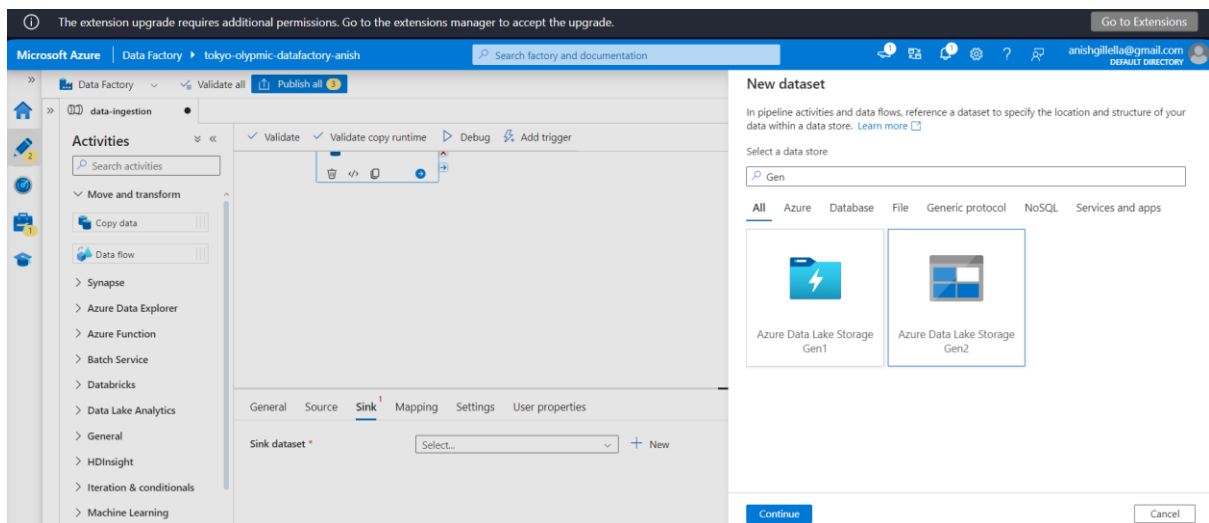 The extension upgrade requires additional permissions. Go to the extensions manager to accept the upgrade.
Go to Extensions
Microsoft Azure
Data Factory
tokyo-olypmic-datafactory-anish
Search factory and documentation
1
1
anishgillella@gmail.com
DEFAULT DIRECTORY
Data Factory
Validate all
Publish all 3
2
1
data-ingestion
Activities
Search activities
Move and transform
Copy data
Data flow
Synapse
Azure Data Explorer
Azure Function
Batch Service
Databricks
Data Lake Analytics
General
HDInsight
Iteration & conditionals
Machine Learning
Validate
Validate copy runtime
Debug
Add trigger
General
Source
Sink 1
Mapping
Settings
User properties
Sink dataset *
Select...
New
New dataset
In pipeline activities and data flows, reference a dataset to specify the location and structure of your
data within a data store. Learn more
Select a data store
Gen
All
Azure
Database
File
Generic protocol
NoSQL
Services and apps
Azure Data Lake Storage
Gen1
Azure Data Lake Storage
Gen2
Continue
Cancel